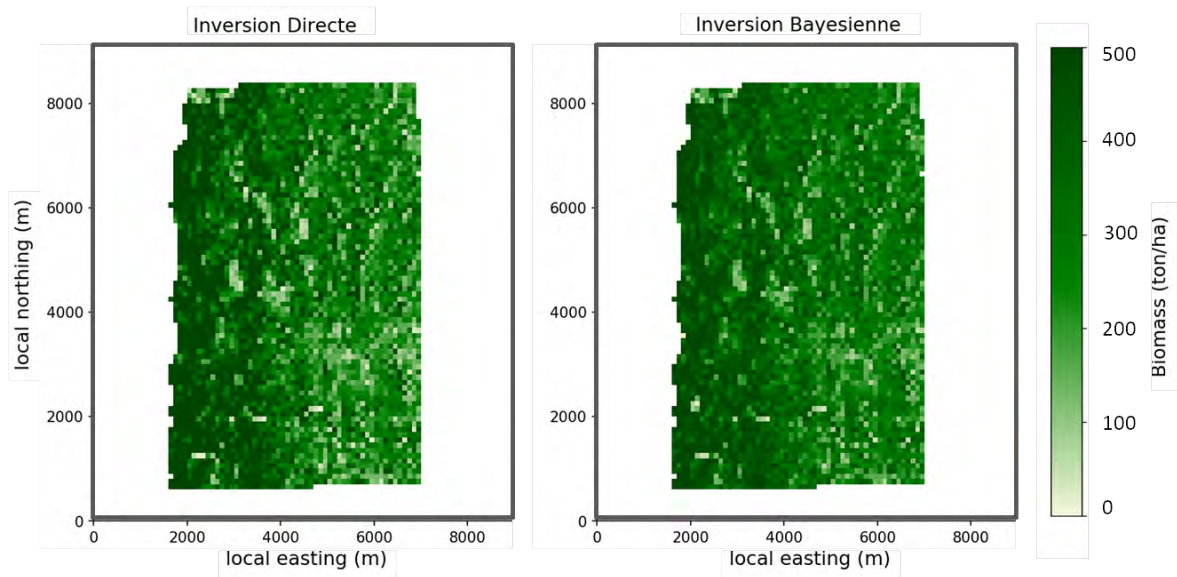 Inversion Directe
Inversion Bayesienne
8000
6000
4000
2000
0
local northing (m)
0 2000 4000 6000 8000
local easting (m)
8000
6000
4000
2000
0
0 2000 4000 6000 8000
local easting (m)
500
400
300
200
100
0
Biomass (ton/ha)